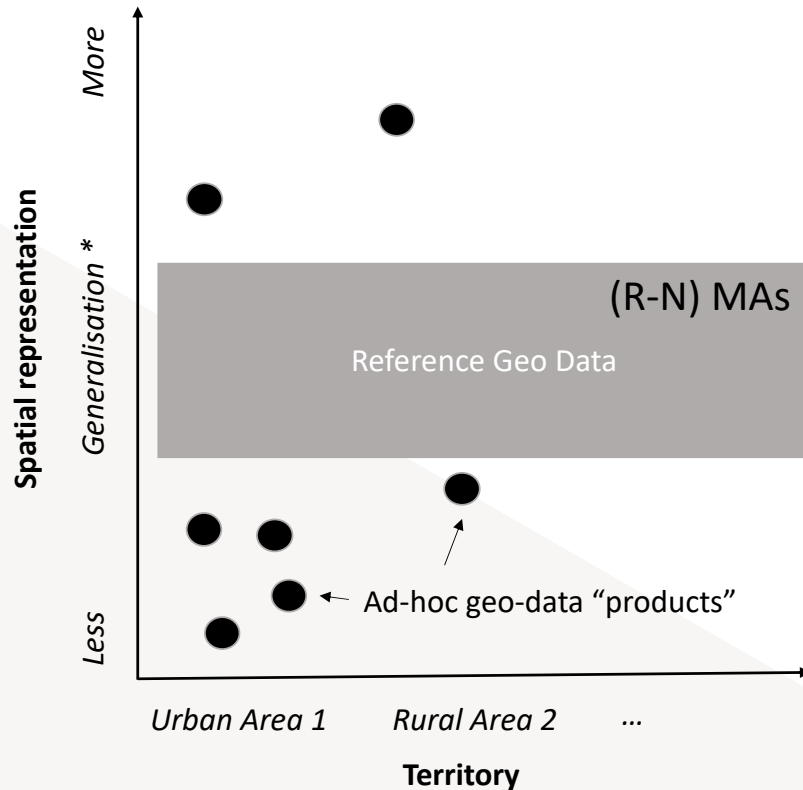 More
Generalisation *
Less
Spatial representation
(R-N) MAs
Reference Geo Data
Ad-hoc geo-data “products”
Urban Area 1
Rural Area 2
...
Territory